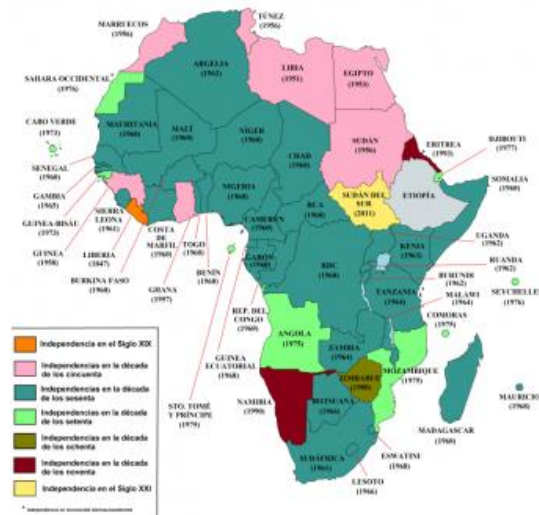 TÚNEZ
(1956)
MARRUECOS
(1956)
ARGELIA
(1962)
LIBIA
(1951)
EGIPTO
(1953)
SAHARA OCCIDENTAL
(1976)
MAURITANIA
(1960)
MALÍ
(1960)
NÍGER
(1960)
CHAD
(1960)
SUDÁN
(1956)
ERITREA
(1993)
DJIBOUTI
(1977)
CABO VERDE
SENEGAL
(1960)
GAMBIA
(1965)
GUINEA-BISÁU
GUINEA
(1958)
SIERRA
LEONA
(1961)
LIBERIA
(1847)
BURKINA FASO
(1960)
COSTA
DE
MARFIL
(1960)
GHANA
TOGO
(1960)
BENÍN
(1960)
NIGERIA
(1960)
CAMERÚN
(1960)
RCA
(1960)
SUDÁN DEL
SUR
(2011)
ETIOPÍA
SOMALIA
(1960)
UGANDA
(1962)
KENIA
(1963)
RUANDA
(1962)
BURUNDI
(1962)
GABÓN
(1960)
RDC
(1960)
TANZANIA
(1964)
SEYCHELLES
(1976)
MALAWI
(1964)
COMORAS
REP. DEL
CONGO
(1960)
GUINEA
ECUATORIAL
(1968)
STO. TOMÉ
Y PRÍNCIPE
(1975)
ANGOLA
(1975)
ZAMBIA
(1964)
MOZAMBIQUE
ZIMBABUE
(1980)
NAMIBIA
(1990)
BOTSUANA
(1966)
MADAGASCAR
(1960)
MAURICIO
(1968)
SUDÁFRICA
(1961)
ESWATINI
(1968)
LESOTO
(1966)
Independencia en el Siglo XIX
Independencias en la década
de los cincuenta
Independencias en la década
de los sesenta
Independencias en la década
de los setenta
Independencias en la década
de los ochenta
Independencias en la década
de los noventa
Independencia en el Siglo XXI